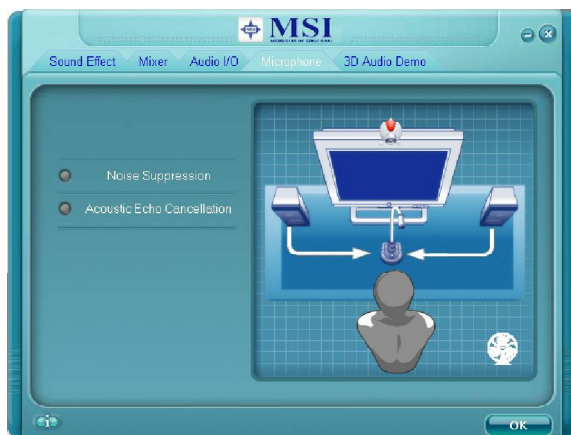 MSI
Sound Effect Mixer Audio I/O Microphone 3D Audio Demo
Noise Suppression
Acoustic Echo Cancellation
OK